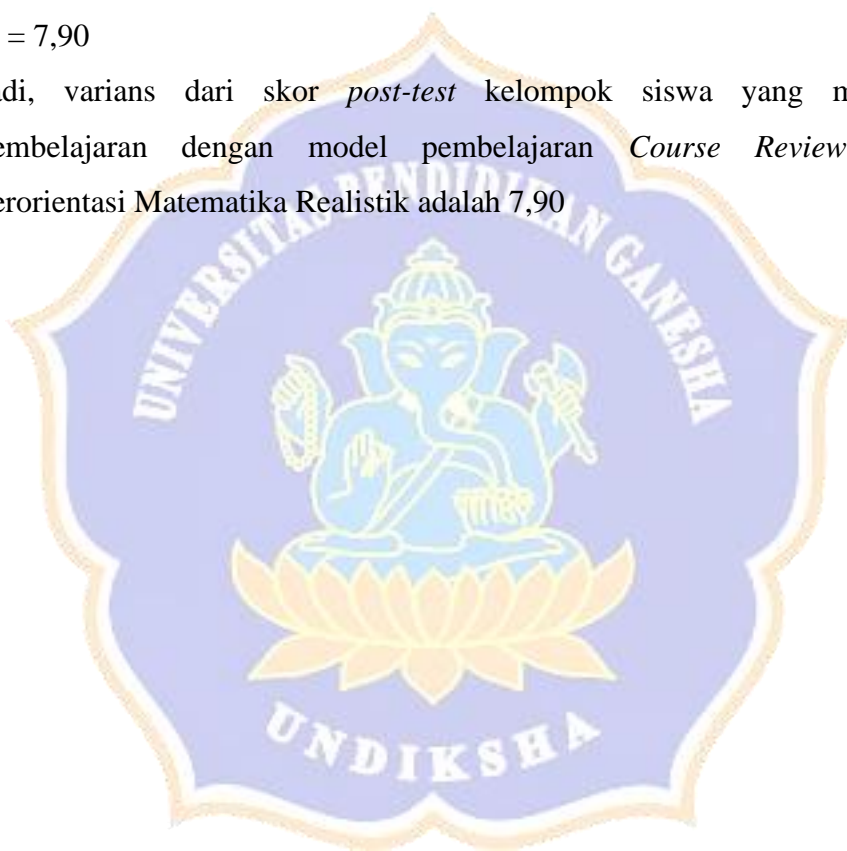 = 7,90
adi, varians dari skor post-test kelompok siswa yang m
embelajaran dengan model pembelajaran Course Review
erorientasi Matematika Realistik adalah 7,90
UNIVERSITAS PENDIDIKAN GANESHA
UNDIKSHA